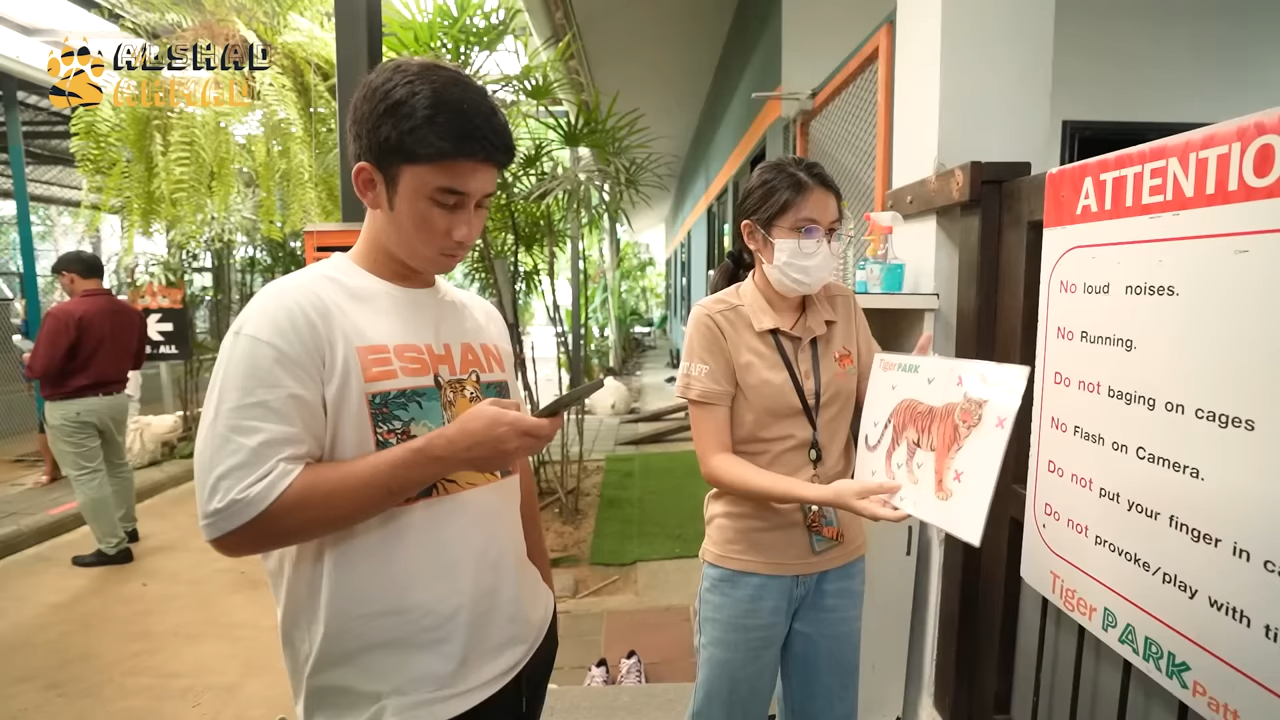 ALSHAD
AHMAD
ESHAN
STAFF
Tiger PARK
ALL
ATTENTIO
No loud noises.
No Running.
Do not baging on cages
No Flash on Camera.
Do not put your finger in ca
Do not provoke/play with ti
Tiger PARK Patt